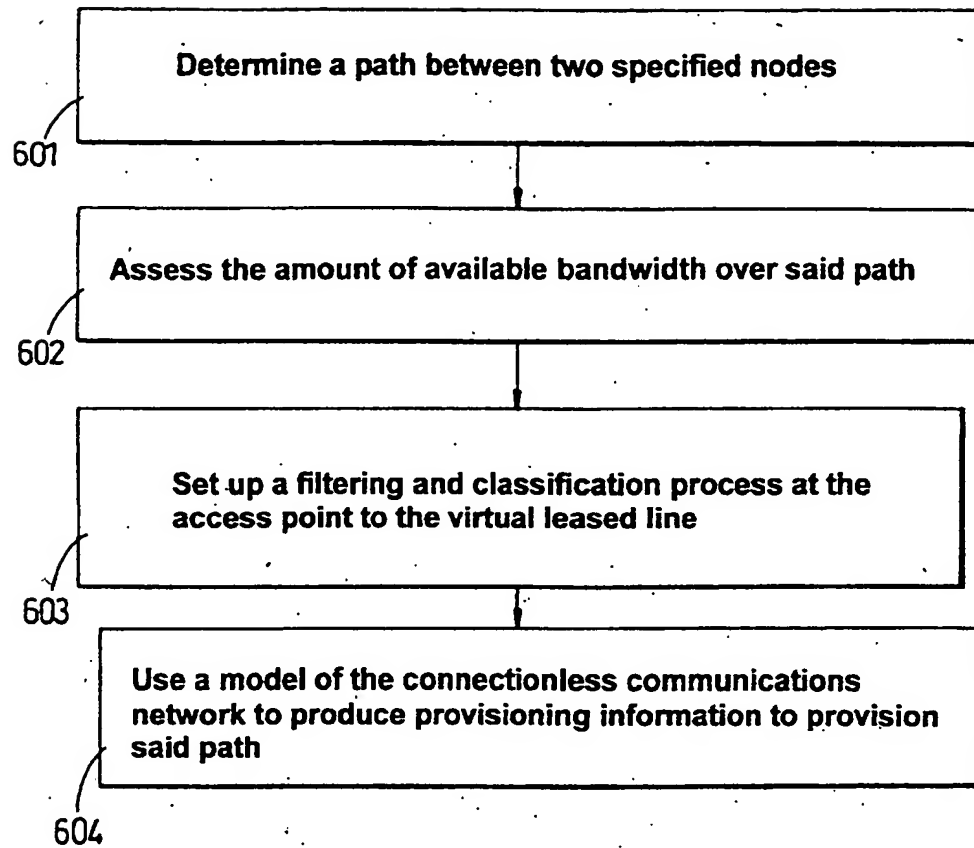 Determine a path between two specified nodes
601
Assess the amount of available bandwidth over said path
602
Set up a filtering and classification process at the
access point to the virtual leased line
603
Use a model of the connectionless communications
network to produce provisioning information to provision
said path
604